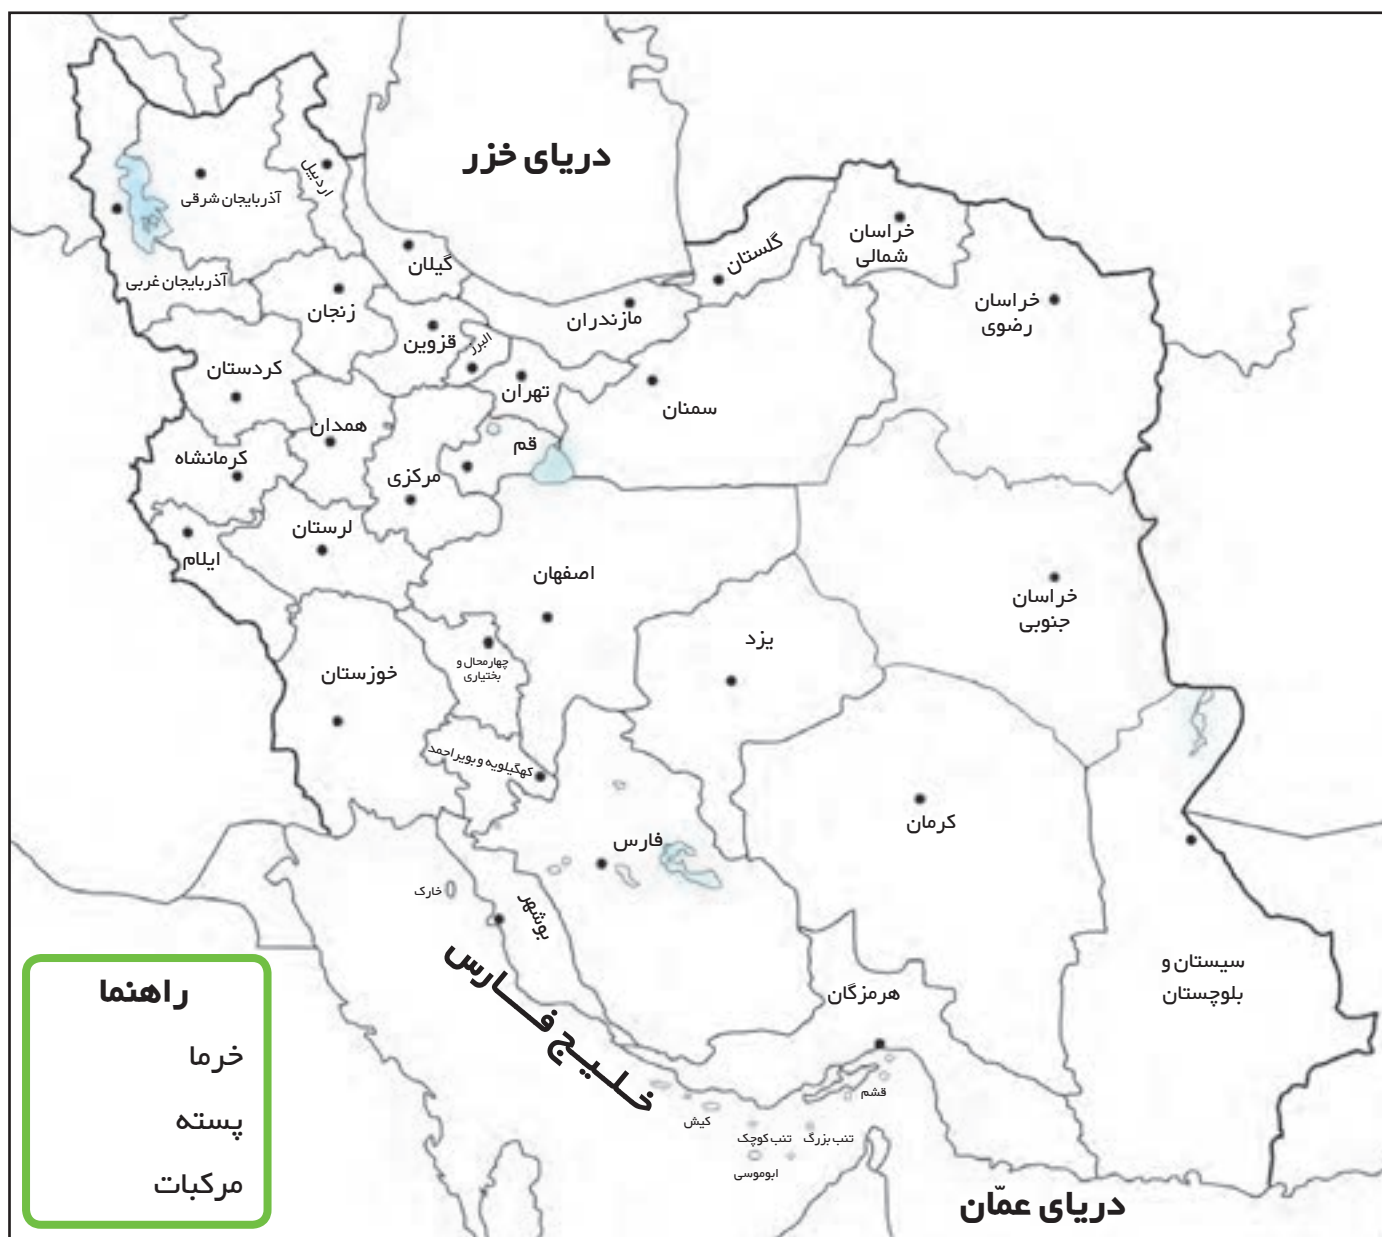 دریای خزر
اردبیل
آذربایجان شرقی
آذربایجان غربی
گیلان
گلستان
خراسان
شمالی
خراسان
رضوی
زنجان
مازندران
قزوین
البرز
کردستان
تهران
سمنان
همدان
قم
کرمانشاه
مرکزی
لرستان
ایلام
اصفهان
خراسان
جنوبی
یزد
چهارمحال و
بختیاری
خوزستان
کهگیلویه و بویراحمد
کرمان
فارس
خارک
بوشهر
خلیج فارس
سیستان و
بلوچستان
هرمزگان
قشم
کیش
تنب کوچک
تنب بزرگ
ابوموسی
دریای عمّان
راهنما
خرما
پسته
مرکبات